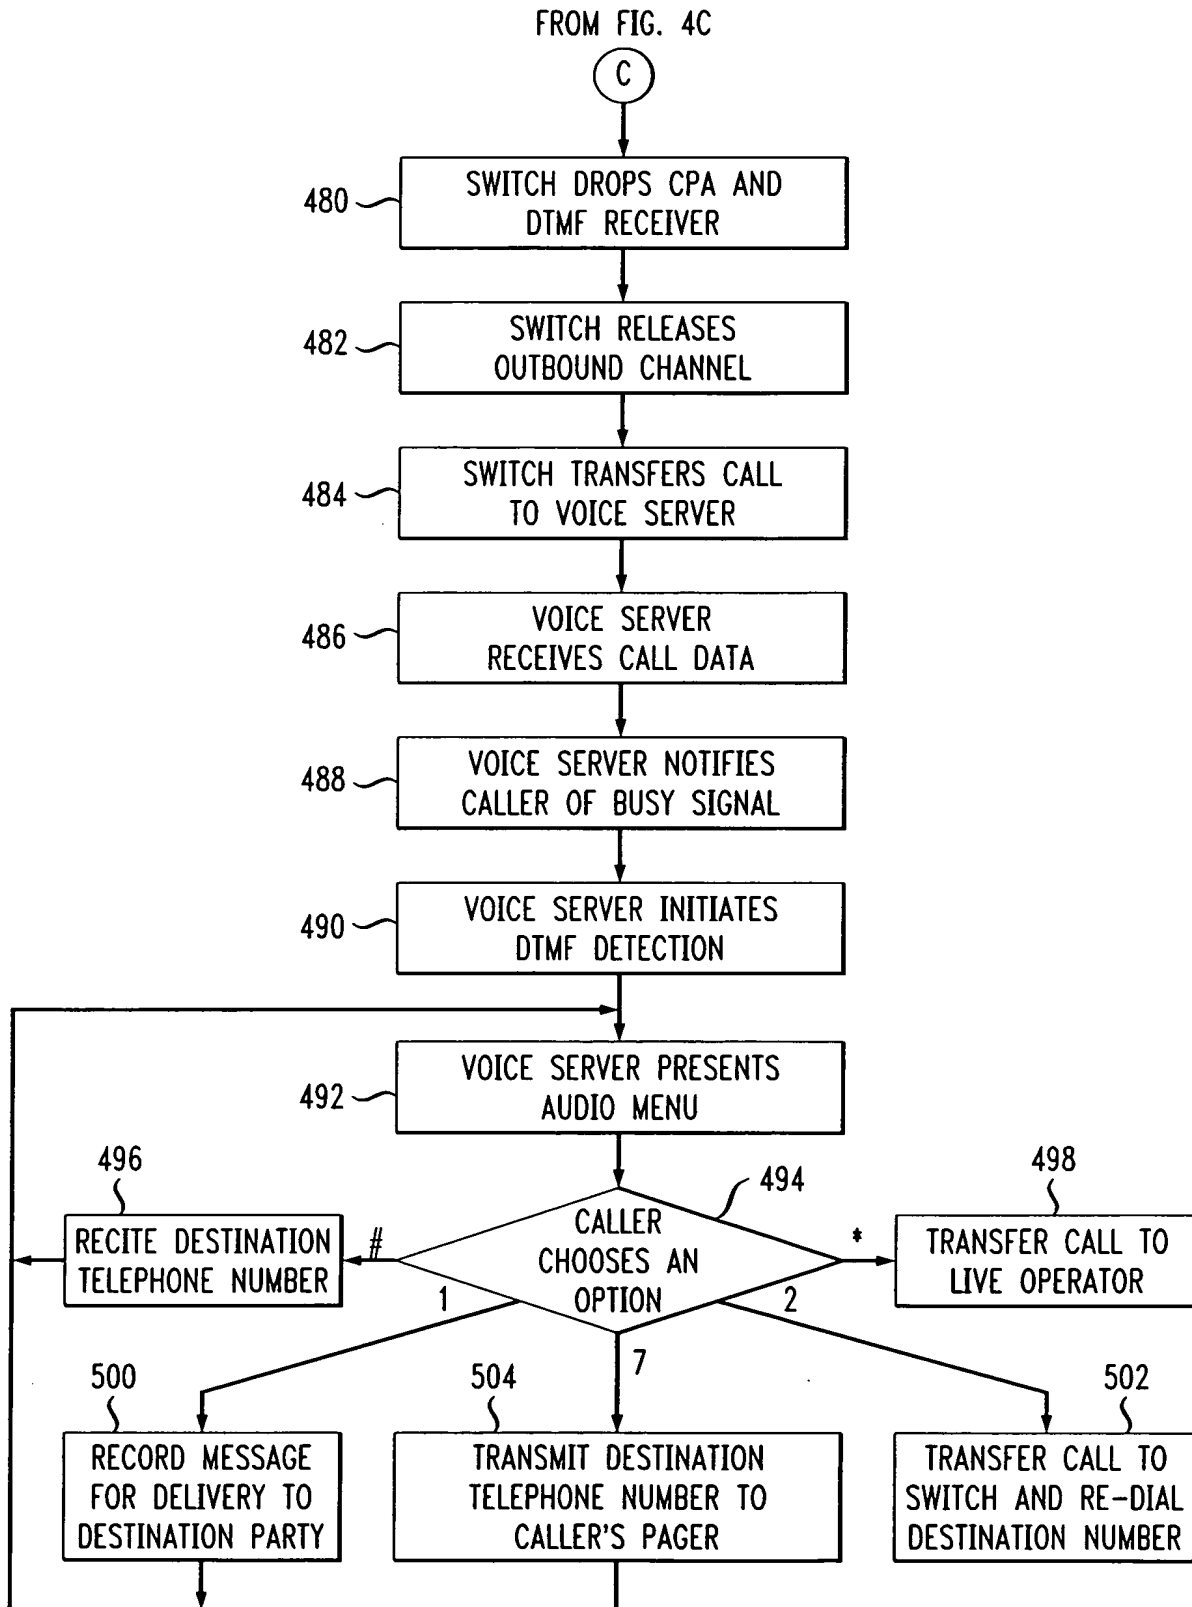 FROM FIG. 4C
C
480
SWITCH DROPS CPA AND
DTMF RECEIVER
482
SWITCH RELEASES
OUTBOUND CHANNEL
484
SWITCH TRANSFERS CALL
TO VOICE SERVER
486
VOICE SERVER
RECEIVES CALL DATA
488
VOICE SERVER NOTIFIES
CALLER OF BUSY SIGNAL
490
VOICE SERVER INITIATES
DTMF DETECTION
492
VOICE SERVER PRESENTS
AUDIO MENU
494
CALLER
CHOOSES AN
OPTION
496
RECITE DESTINATION
TELEPHONE NUMBER
#
*
498
TRANSFER CALL TO
LIVE OPERATOR
1
7
2
500
RECORD MESSAGE
FOR DELIVERY TO
DESTINATION PARTY
504
TRANSMIT DESTINATION
TELEPHONE NUMBER TO
CALLER'S PAGER
502
TRANSFER CALL TO
SWITCH AND RE-DIAL
DESTINATION NUMBER